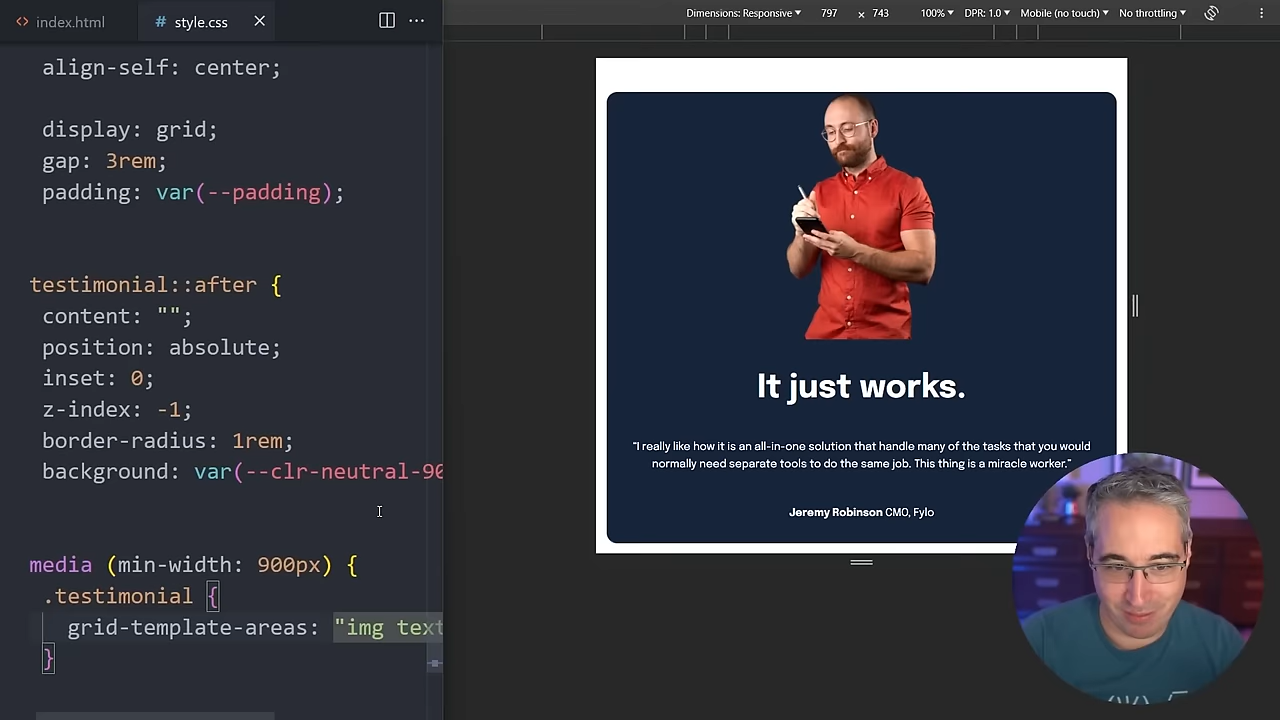 index.html
# style.css
align-self: center;
display: grid;
gap: 3rem;
padding: var(--padding);
testimonial::after {
content: "";
position: absolute;
inset: 0;
z-index: -1;
border-radius: 1rem;
background: var(--clr-neutral-90
media (min-width: 900px) {
.testimonial {
grid-template-areas: "img text
}
Dimensions: Responsive 797 x 743 100% DPR: 1.0 Mobile (no touch) No throttling
It just works.
“I really like how it is an all-in-one solution that handle many of the tasks that you would
normally need separate tools to do the same job. This thing is a miracle worker.”
Jeremy Robinson CMO, Fylo